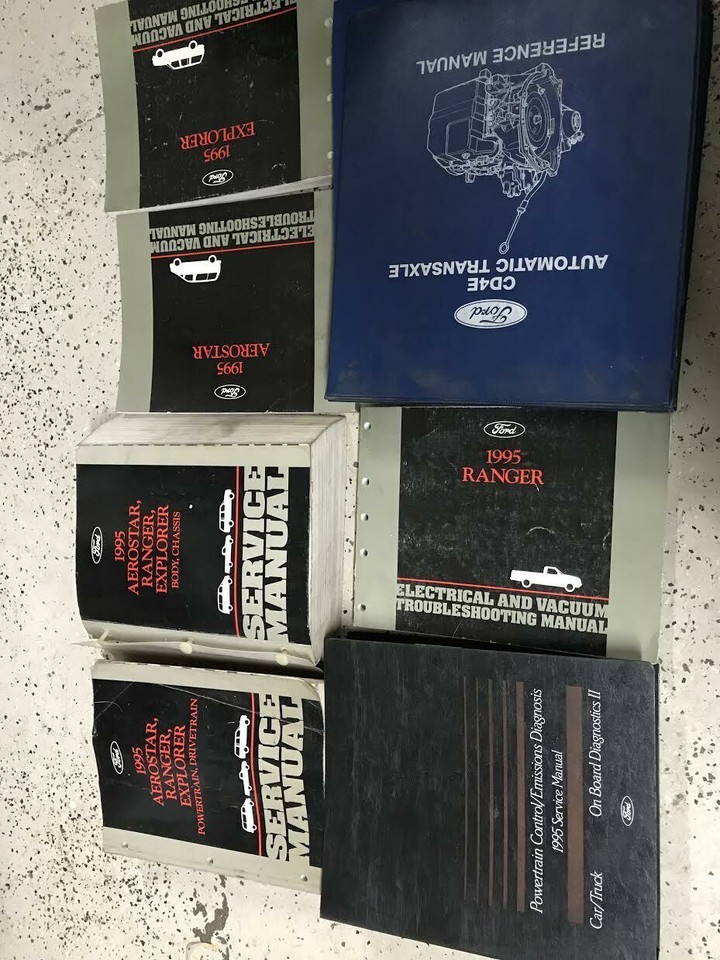 Ford
1995
EXPLORER
ELECTRICAL AND VACUUM
TROUBLESHOOTING MANUAL
Ford
CD4E
AUTOMATIC TRANSAXLE
REFERENCE MANUAL
Ford
1995
AEROSTAR
ELECTRICAL AND VACUUM
TROUBLESHOOTING MANUAL
Ford
1995
RANGER
ELECTRICAL AND VACUUM
TROUBLESHOOTING MANUAL
Ford
1995
AEROSTAR,
RANGER,
EXPLORER
BODY, CHASSIS
SERVICE
MANUAL
Ford
1995
AEROSTAR,
RANGER,
EXPLORER
POWERTRAIN, DRIVETRAIN
SERVICE
MANUAL
Powertrain Control/Emissions Diagnosis
1995 Service Manual
Car/Truck On Board Diagnostics II
Ford